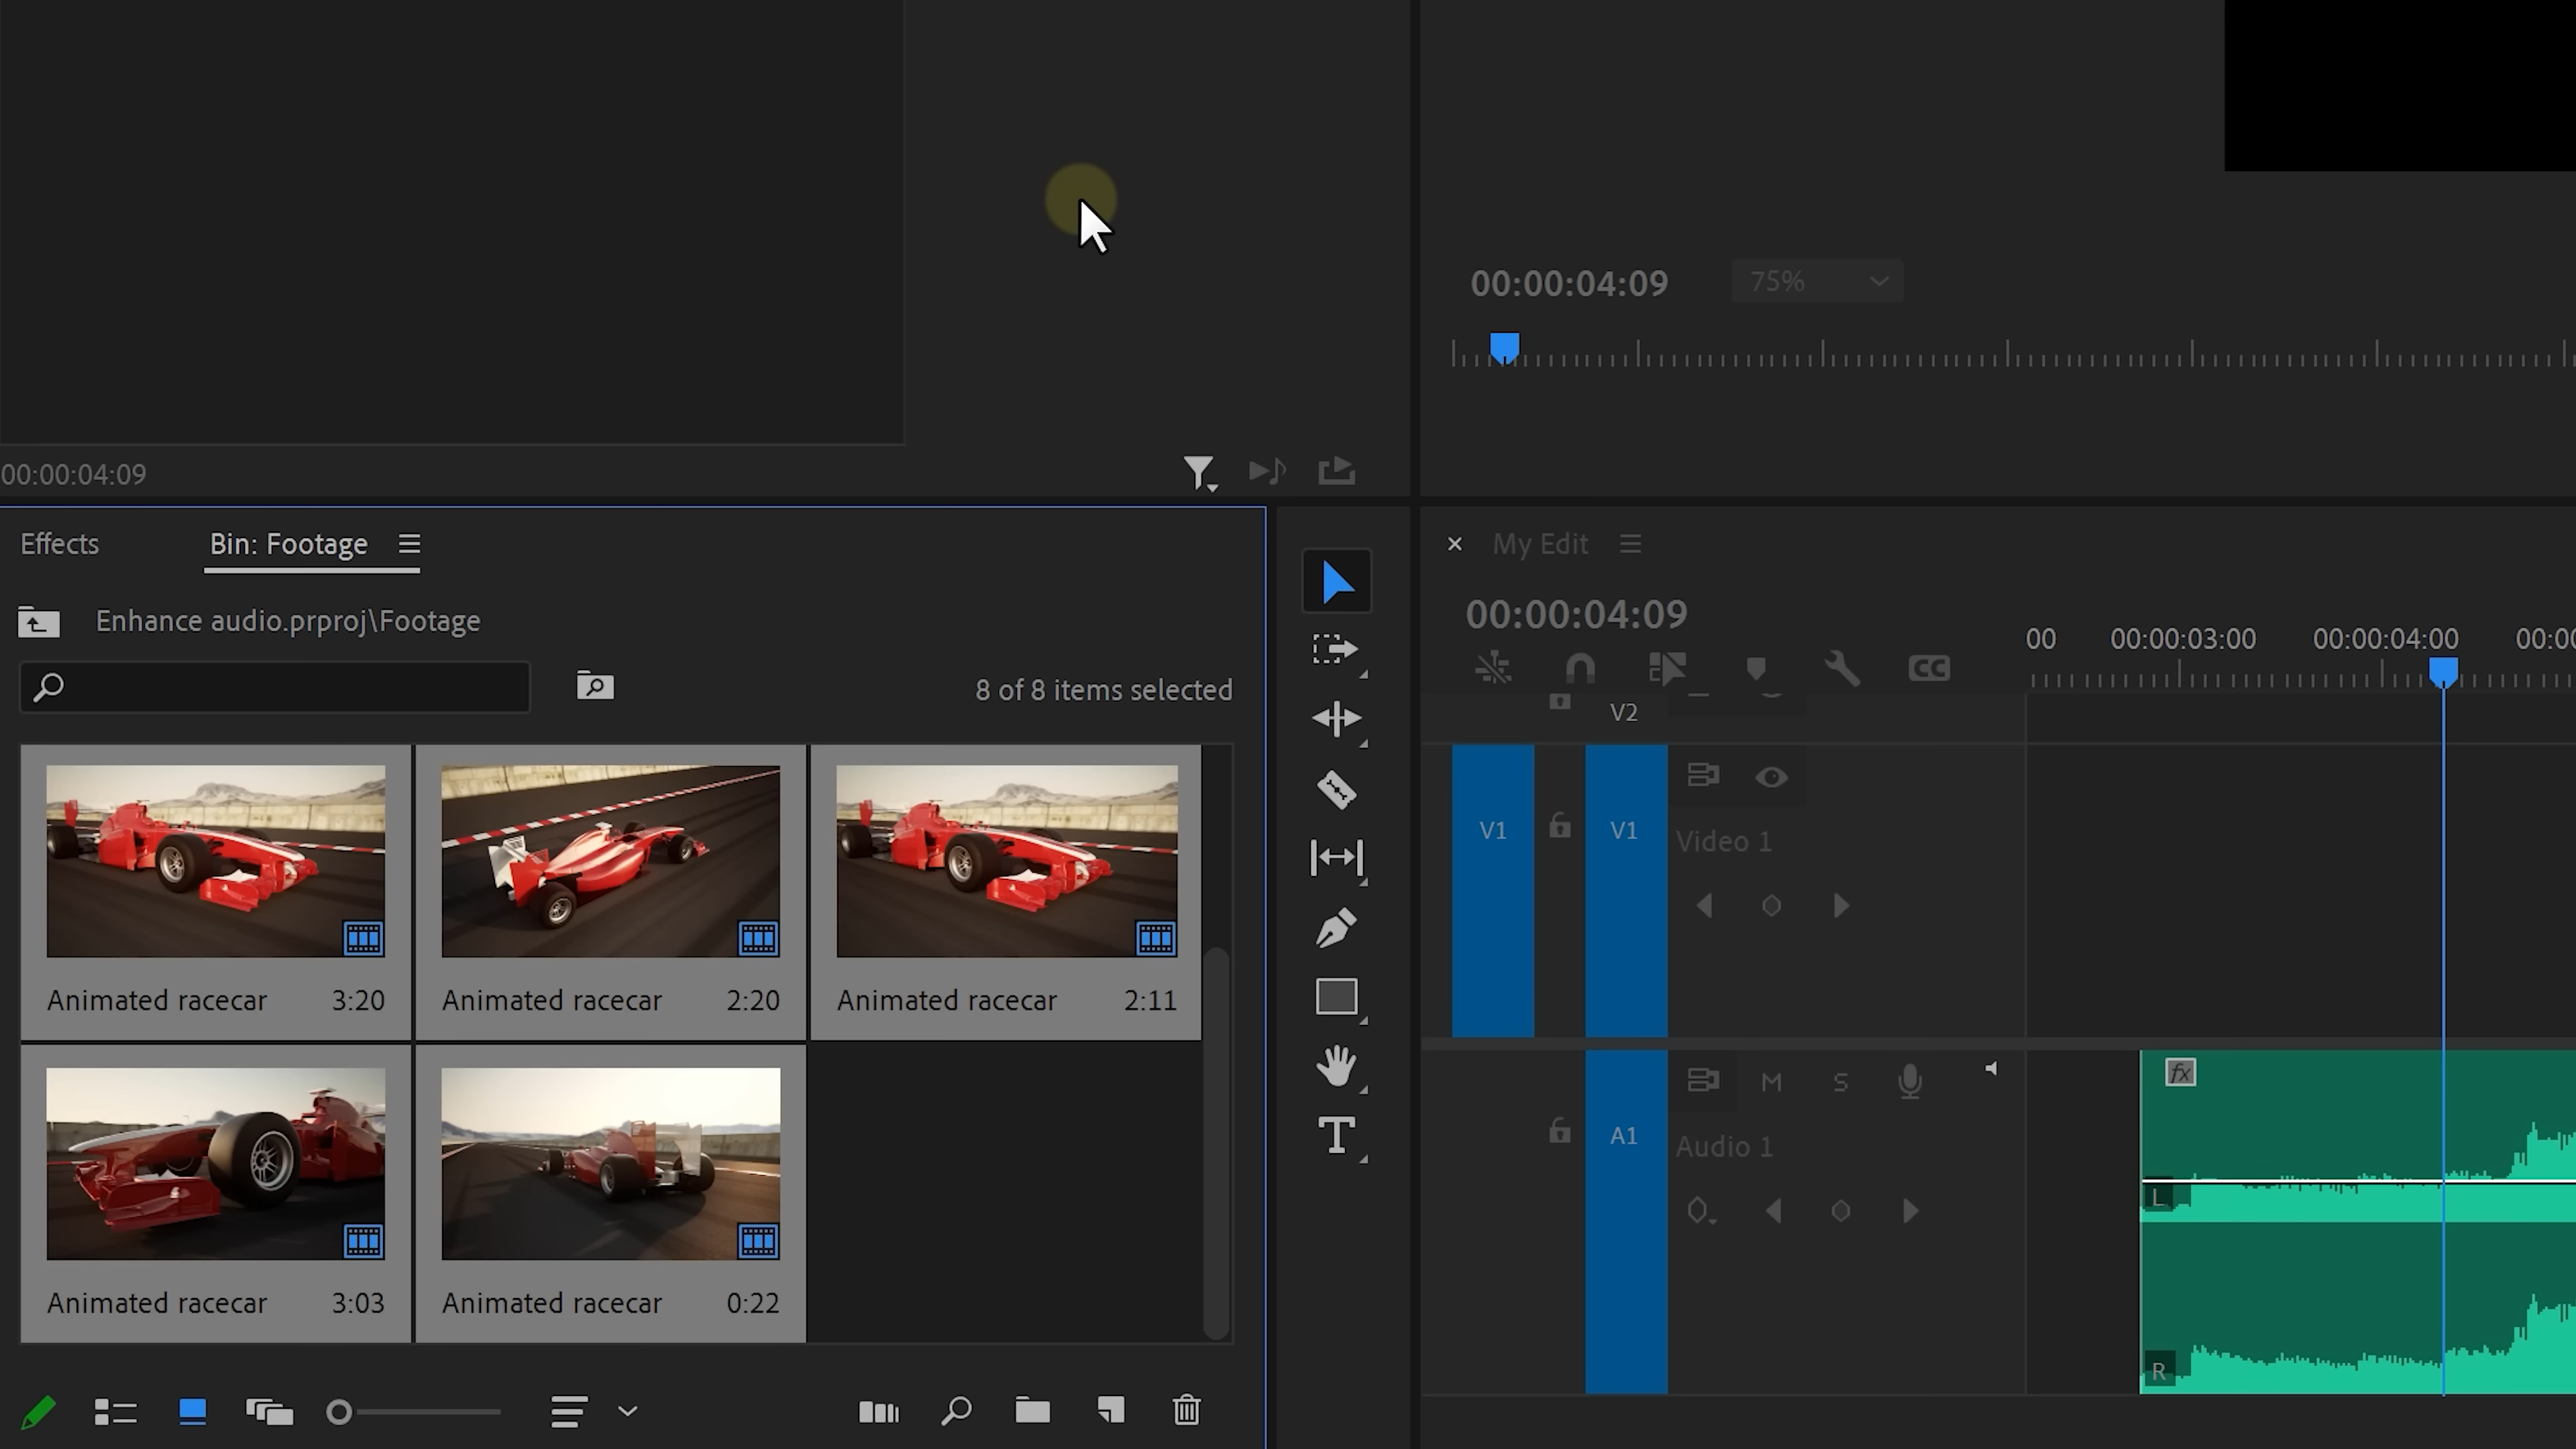 00:00:04:09 75%
00:00:04:09
Effects Bin: Footage
Enhance audio.prproj\Footage
8 of 8 items selected
Animated racecar 3:20 Animated racecar 2:20 Animated racecar 2:11
Animated racecar 3:03 Animated racecar 0:22
T
× My Edit
00:00:04:09
00 00:00:03:00 00:00:04:00 00:00
CC
V2
V1 V1 Video 1
M S
A1 Audio 1
fx
L
R